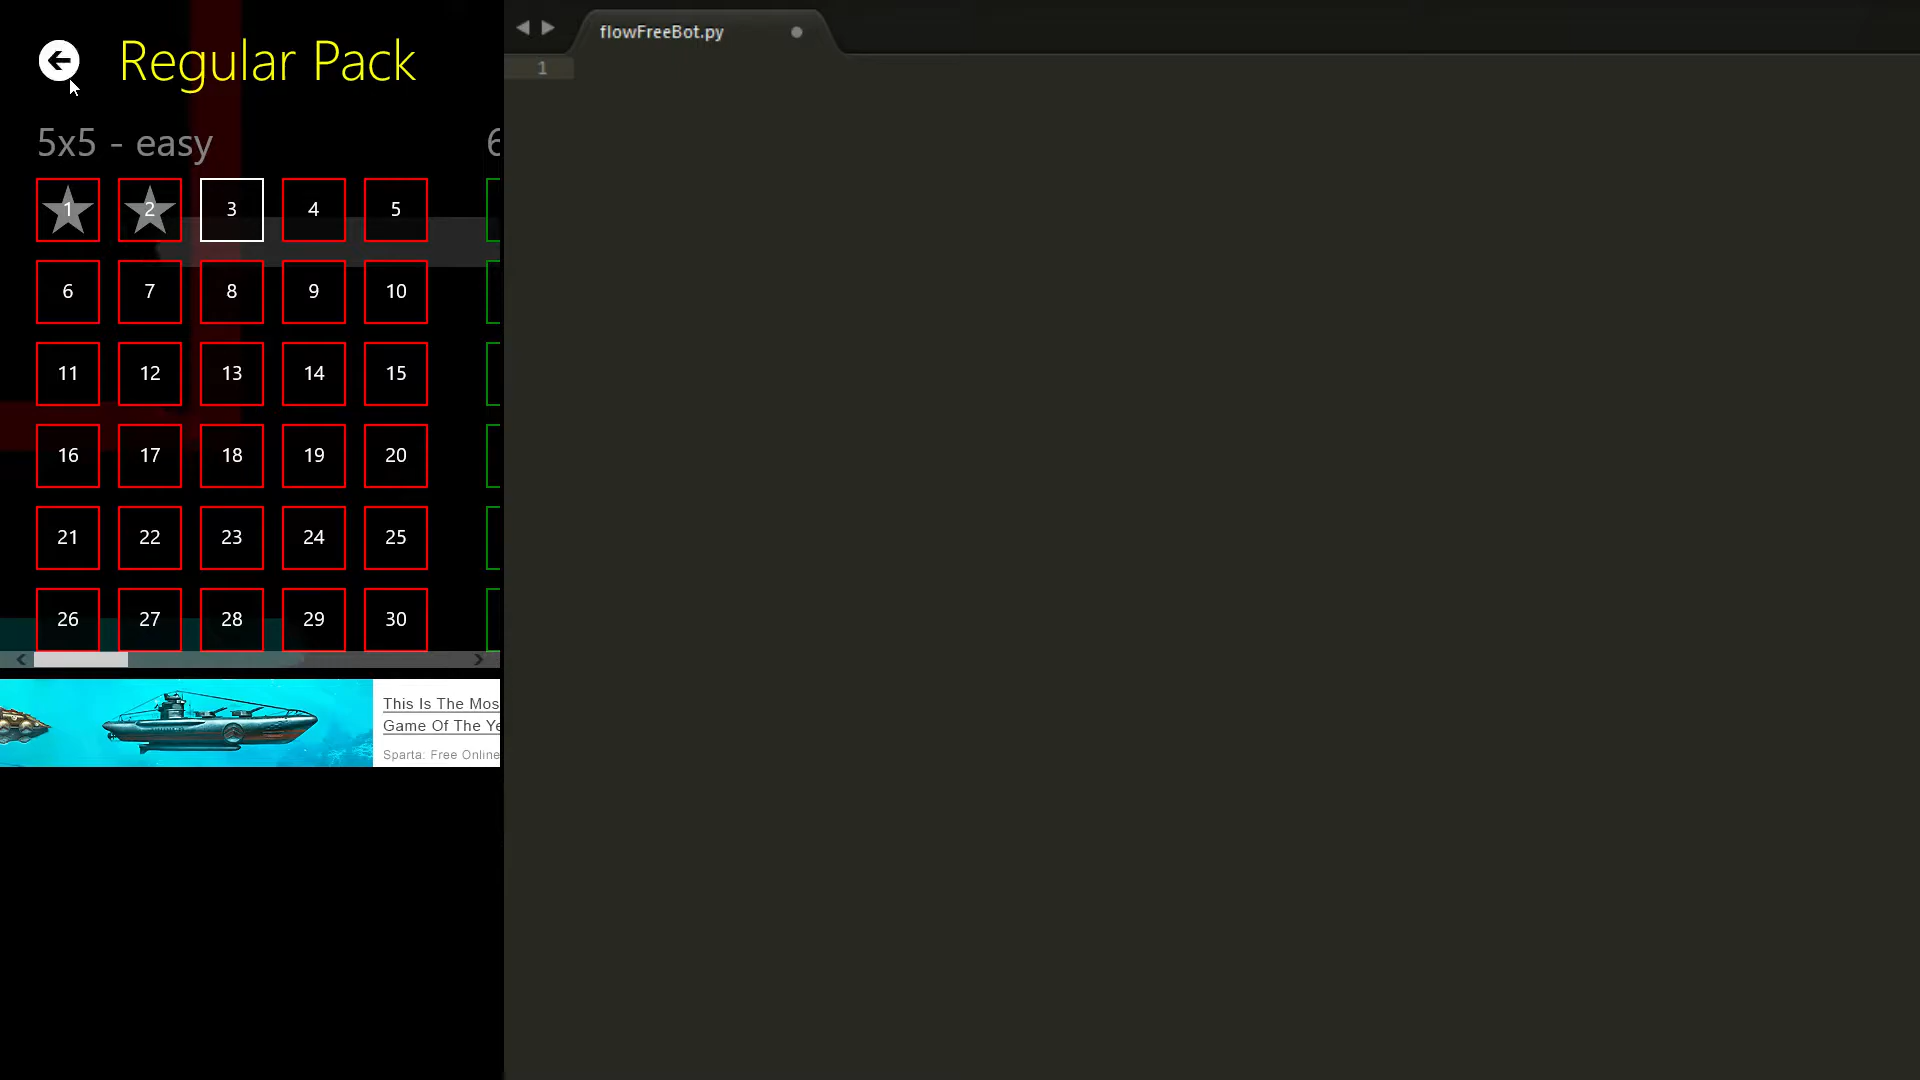 Regular Pack
5x5 - easy
6
1 2 3 4 5
6 7 8 9 10
11 12 13 14 15
16 17 18 19 20
21 22 23 24 25
26 27 28 29 30
This Is The Mos
Game Of The Ye
Sparta: Free Online
flowFreeBot.py
1